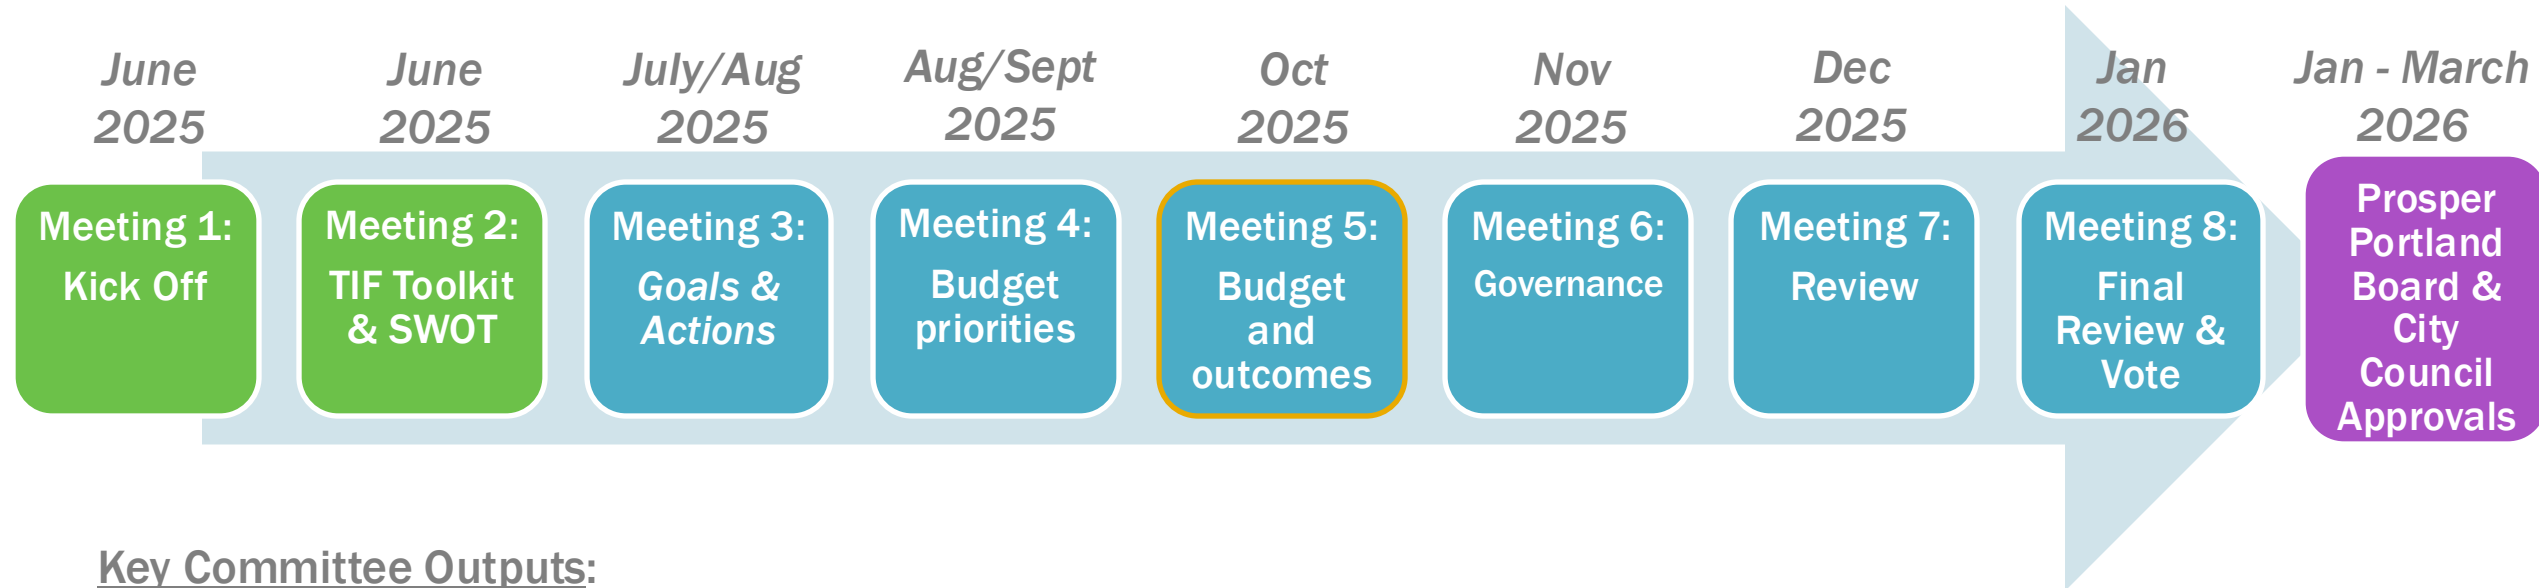 June
2025
June
2025
July/Aug
2025
Aug/Sept
2025
Oct
2025
Nov
2025
Dec
2025
Jan
2026
Jan - March
2026
Meeting 1:
Kick Off
Meeting 2:
TIF Toolkit
& SWOT
Meeting 3:
Goals &
Actions
Meeting 4:
Budget
priorities
Meeting 5:
Budget
and
outcomes
Meeting 6:
Governance
Meeting 7:
Review
Meeting 8:
Final
Review &
Vote
Prosper
Portland
Board &
City
Council
Approvals
Key Committee Outputs: